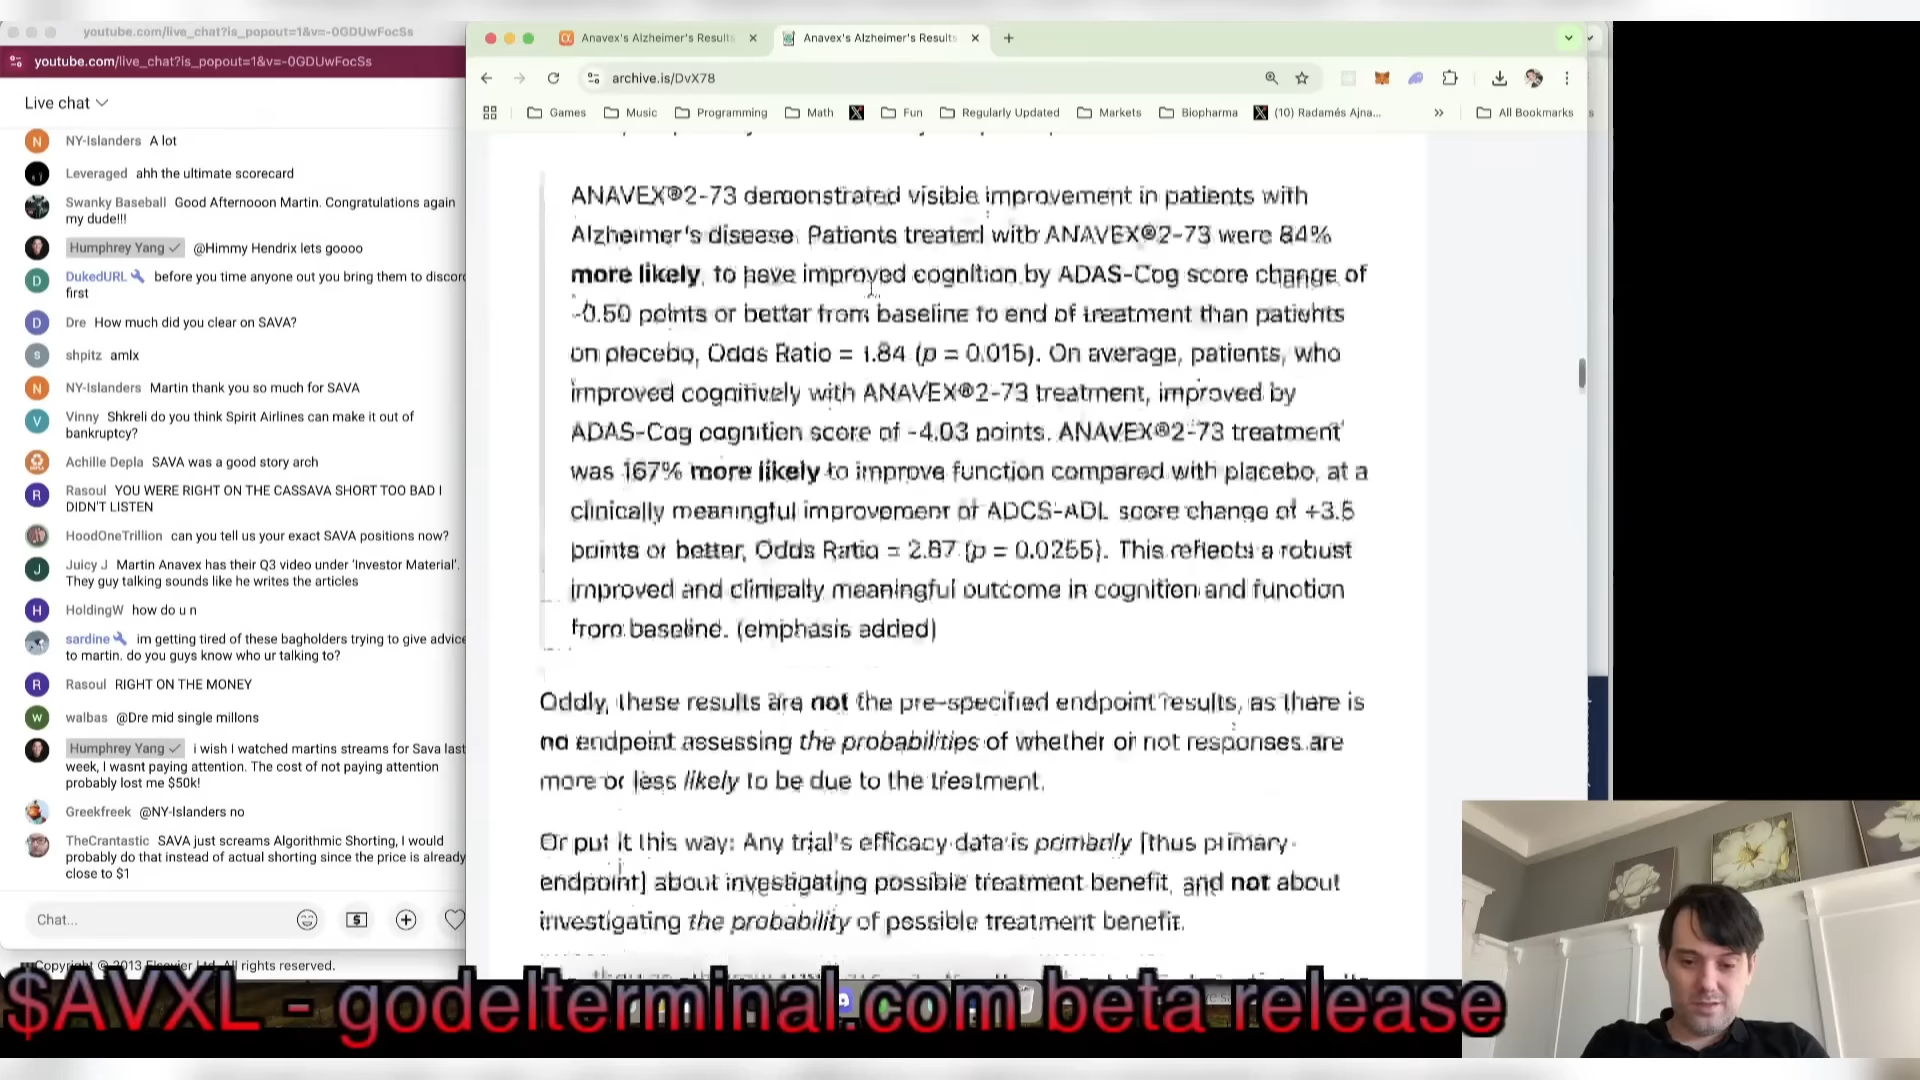 youtube.com/live_chat?is_popout=1&v=-0GDUwFocSs
youtube.com/live_chat?is_popout=1&v=-0GDUwFocSs
Live chat
NY-Islanders A lot
Leveraged ahh the ultimate scorecard
Swanky Baseball Good Afternooon Martin. Congratulations again
my dude!!!
Humphrey Yang @Himmy Hendrix lets goooo
DukedURL before you time anyone out you bring them to discord
first
Dre How much did you clear on SAVA?
shpitz amlx
NY-Islanders Martin thank you so much for SAVA
Vinny Shkreli do you think Spirit Airlines can make it out of
bankruptcy?
Achille Depla SAVA was a good story arch
Rasoul YOU WERE RIGHT ON THE CASSAVA SHORT TOO BAD I
DIDN'T LISTEN
HoodOneTrillion can you tell us your exact SAVA positions now?
Juicy J Martin Anavex has their Q3 video under 'Investor Material'.
They guy talking sounds like he writes the articles
HoldingW how do u n
sardine im getting tired of these bagholders trying to give advice
to martin. do you guys know who ur talking to?
Rasoul RIGHT ON THE MONEY
walbas @Dre mid single millons
Humphrey Yang i wish I watched martins streams for Sava last
week, I wasnt paying attention. The cost of not paying attention
probably lost me $50k!
Greekfreek @NY-Islanders no
TheCrantastic SAVA just screams Algorithmic Shorting, I would
probably do that instead of actual shorting since the price is already
close to $1
Chat...
Copyright © 2013 Elsevier Ltd. All rights reserved.
Anavex's Alzheimer's Results
Anavex's Alzheimer's Results
archive.is/DvX78
Games Music Programming Math Fun Regularly Updated Markets Biopharma (10) Radamés Ajna... All Bookmarks
ANAVEX®2-73 demonstrated visible improvement in patients with
Alzheimer's disease. Patients treated with ANAVEX®2-73 were 84%
more likely, to have improved cognition by ADAS-Cog score change of
-0.50 points or better from baseline to end of treatment than patients
on placebo, Odds Ratio = 1.84 (p = 0.015). On average, patients, who
improved cognitively with ANAVEX®2-73 treatment, improved by
ADAS-Cog cognition score of -4.03 points. ANAVEX®2-73 treatment
was 167% more likely to improve function compared with placebo, at a
clinically meaningful improvement of ADCS-ADL score change of +3.5
points or better, Odds Ratio = 2.67 (p = 0.0255). This reflects a robust
improved and clinically meaningful outcome in cognition and function
from baseline. (emphasis added)
Oddly, these results are not the pre-specified endpoint results, as there is
no endpoint assessing the probabilities of whether or not responses are
more or less likely to be due to the treatment.
Or put it this way: Any trial's efficacy data is primarily [thus primary
endpoint] about investigating possible treatment benefit, and not about
investigating the probability of possible treatment benefit.
$AVXL - godelterminal.com beta release